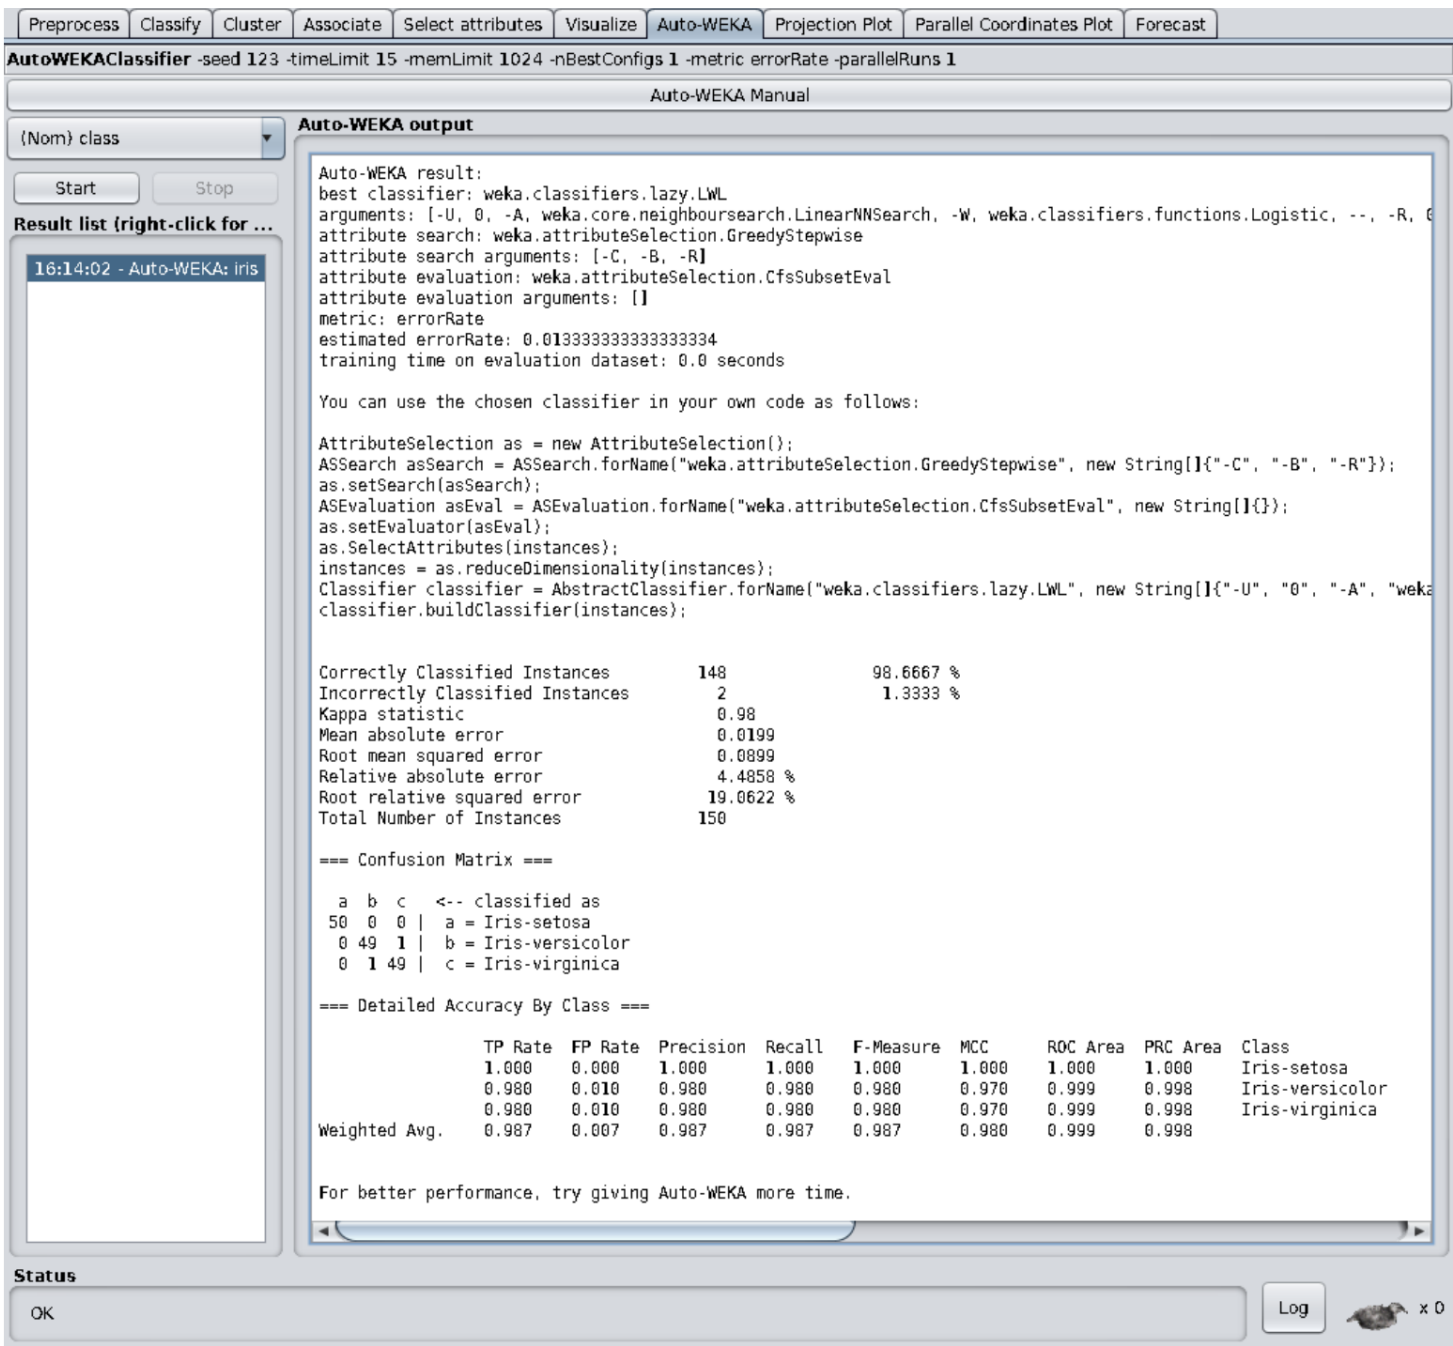 Preprocess Classify Cluster Associate Select attributes Visualize Auto-WEKA Projection Plot Parallel Coordinates Plot Forecast
AutoWEKAClassifier -seed 123 -timeLimit 15 -memLimit 1024 -nBestConfigs 1 -metric errorRate -parallelRuns 1
Auto-WEKA Manual
(Nom) class
Start Stop
Result list (right-click for ...
16:14:02 - Auto-WEKA: iris
Auto-WEKA output
Auto-WEKA result:
best classifier: weka.classifiers.lazy.LWL
arguments: [-U, 0, -A, weka.core.neighboursearch.LinearNNSearch, -W, weka.classifiers.functions.Logistic, --, -R,
attribute search: weka.attributeSelection.GreedyStepwise
attribute search arguments: [-C, -B, -R]
attribute evaluation: weka.attributeSelection.CfsSubsetEval
attribute evaluation arguments: []
metric: errorRate
estimated errorRate: 0.013333333333333334
training time on evaluation dataset: 0.0 seconds
You can use the chosen classifier in your own code as follows:
AttributeSelection as = new AttributeSelection();
ASSearch asSearch = ASSearch.forName("weka.attributeSelection.GreedyStepwise", new String[]{"-C", "-B", "-R"});
as.setSearch(asSearch);
ASEvaluation asEval = ASEvaluation.forName("weka.attributeSelection.CfsSubsetEval", new String[]{});
as.setEvaluator(asEval);
as.SelectAttributes(instances);
instances = as.reduceDimensionality(instances);
Classifier classifier = AbstractClassifier.forName("weka.classifiers.lazy.LWL", new String[]{"-U", "0", "-A", "weka
classifier.buildClassifier(instances);
Correctly Classified Instances 148 98.6667 %
Incorrectly Classified Instances 2 1.3333 %
Kappa statistic 0.98
Mean absolute error 0.0199
Root mean squared error 0.0899
Relative absolute error 4.4858 %
Root relative squared error 19.0622 %
Total Number of Instances 150
=== Confusion Matrix ===
a b c <-- classified as
50 0 0 | a = Iris-setosa
0 49 1 | b = Iris-versicolor
0 1 49 | c = Iris-virginica
=== Detailed Accuracy By Class ===
TP Rate FP Rate Precision Recall F-Measure MCC ROC Area PRC Area Class
1.000 0.000 1.000 1.000 1.000 1.000 1.000 1.000 Iris-setosa
0.980 0.010 0.980 0.980 0.980 0.970 0.999 0.998 Iris-versicolor
0.980 0.010 0.980 0.980 0.980 0.970 0.999 0.998 Iris-virginica
Weighted Avg. 0.987 0.007 0.987 0.987 0.987 0.980 0.999 0.998
For better performance, try giving Auto-WEKA more time.
Status
OK
Log
x 0